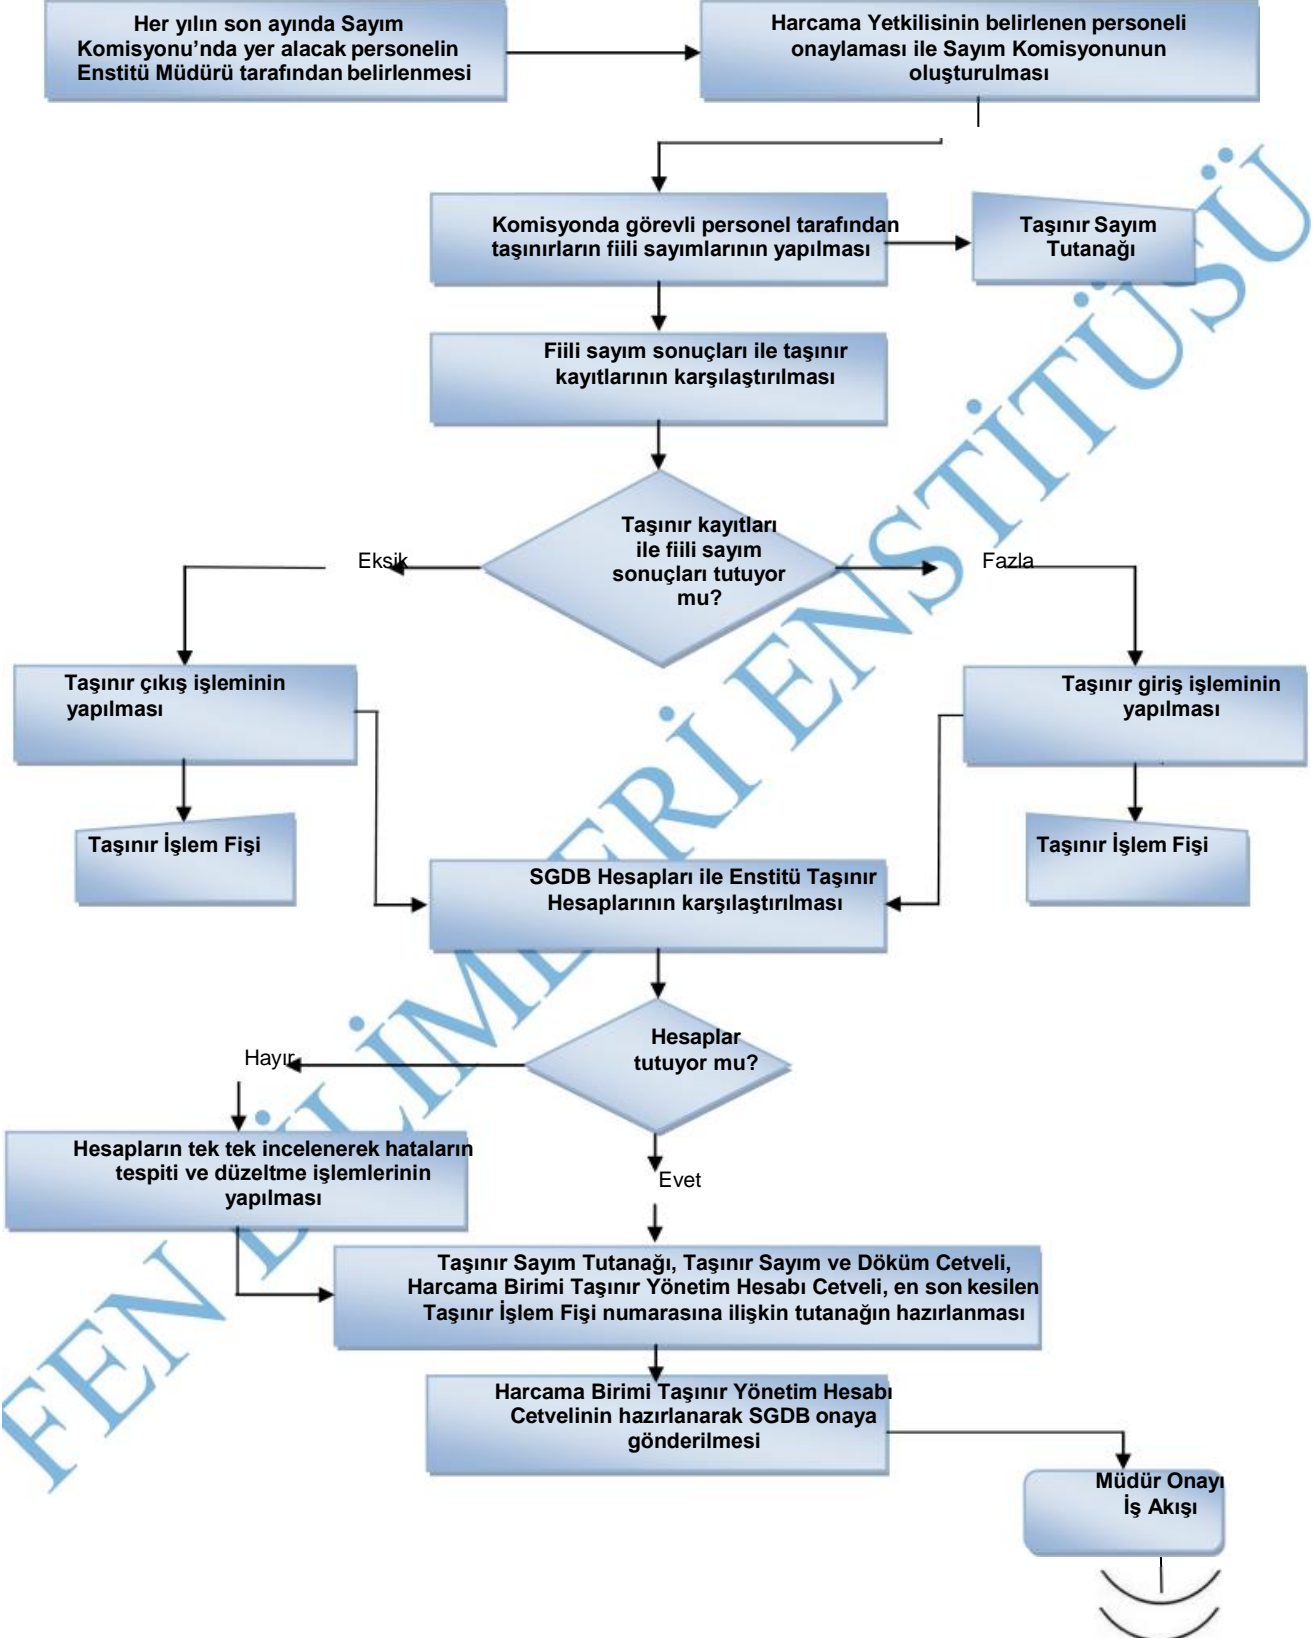 Her yılın son ayında Sayım
Komisyonu’nda yer alacak personelin
Enstitü Müdürü tarafından belirlenmesi
Harcama Yetkilisinin belirlenen personeli
onaylaması ile Sayım Komisyonunun
oluşturulması
Komisyonda görevli personel tarafından
taşınırların fiili sayımlarının yapılması
Taşınır Sayım
Tutanağı
Fiili sayım sonuçları ile taşınır
kayıtlarının karşılaştırılması
Taşınır kayıtları
ile fiili sayım
sonuçları tutuyor
mu?
Eksik
Fazla
Taşınır çıkış işleminin
yapılması
Taşınır giriş işleminin
yapılması
Taşınır İşlem Fişi
Taşınır İşlem Fişi
SGDB Hesapları ile Enstitü Taşınır
Hesaplarının karşılaştırılması
Hesaplar
tutuyor mu?
Hayır
Hesapların tek tek incelenerek hataların
tespiti ve düzeltme işlemlerinin
yapılması
Evet
Taşınır Sayım Tutanağı, Taşınır Sayım ve Döküm Cetveli,
Harcama Birimi Taşınır Yönetim Hesabı Cetveli, en son kesilen
Taşınır İşlem Fişi numarasına ilişkin tutanağın hazırlanması
Harcama Birimi Taşınır Yönetim Hesabı
Cetvelinin hazırlanarak SGDB onaya
gönderilmesi
Müdür Onayı
İş Akışı
FEN BİLİMLERİ ENSTİTÜSÜ